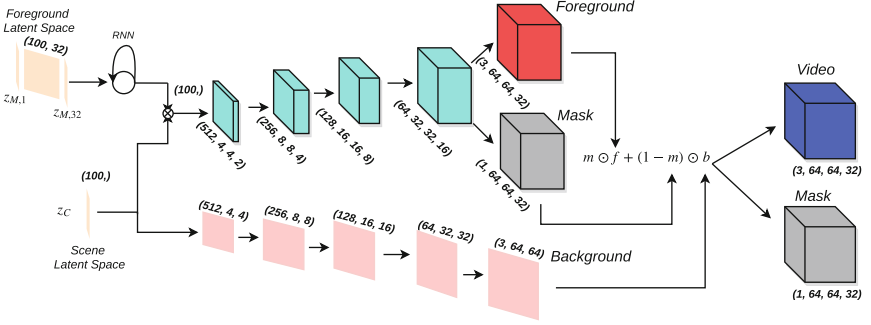 Foreground
Latent Space
(100, 32)
z_{M,1}
z_{M,32}
RNN
(100,)
(512, 4, 4, 2)
(256, 8, 8, 4)
(128, 16, 16, 8)
(64, 32, 32, 16)
Foreground
(3, 64, 64, 32)
Mask
(1, 64, 64, 32)
m ⊙ f + (1 − m) ⊙ b
Video
(3, 64, 64, 32)
Mask
(1, 64, 64, 32)
(100,)
z_C
Scene
Latent Space
(512, 4, 4)
(256, 8, 8)
(128, 16, 16)
(64, 32, 32)
(3, 64, 64)
Background